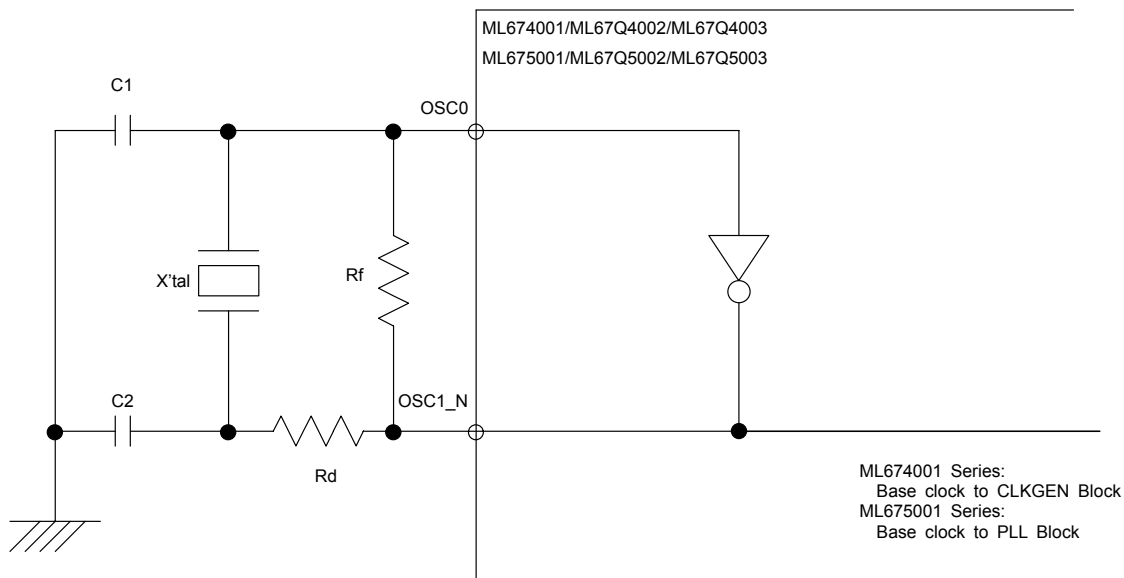 ML674001/ML67Q4002/ML67Q4003
ML675001/ML67Q5002/ML67Q5003
C1
OSC0
X'tal
Rf
C2
OSC1_N
Rd
ML674001 Series:
Base clock to CLKGEN Block
ML675001 Series:
Base clock to PLL Block